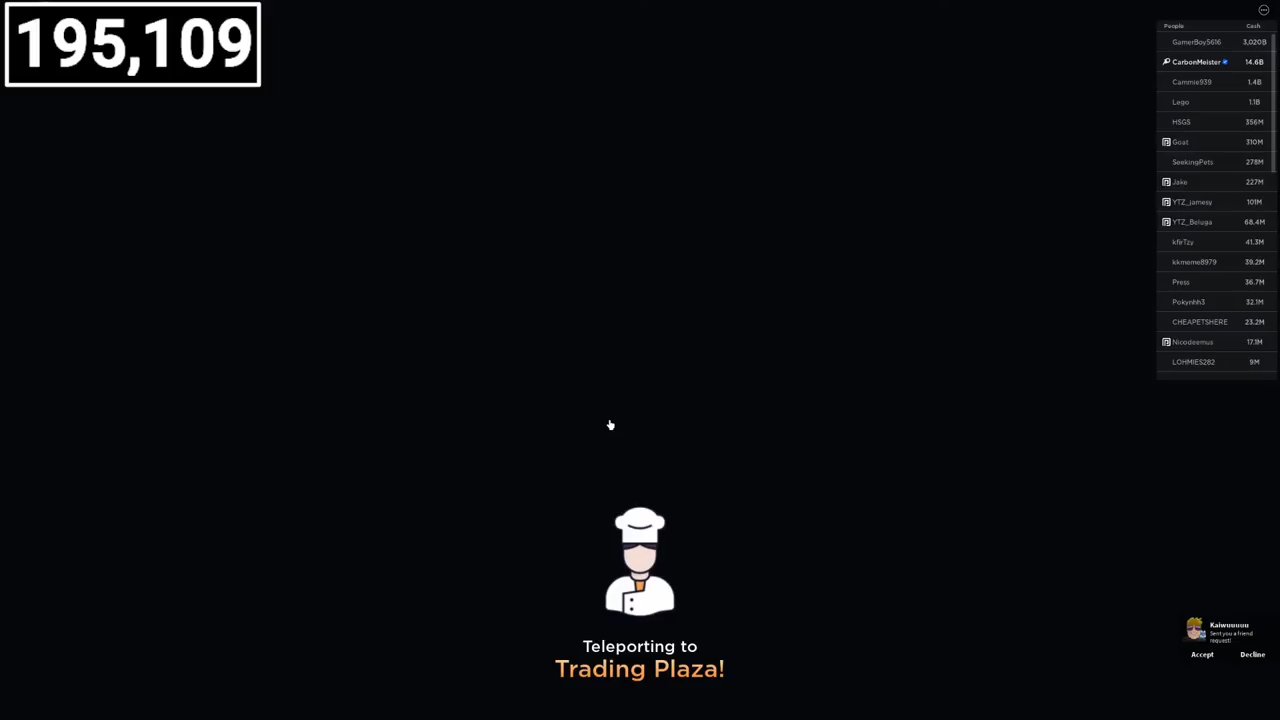 195,109
People Cash
GamerBoy5616 3,020B
CarbonMeister 14.6B
Cammie939 1.4B
Lego 1.1B
HSGS 356M
Goat 310M
SeekingPets 278M
Jake 227M
YTZ_jamesy 101M
YTZ_Beluga 68.4M
kfirTzy 41.3M
kkmeme8979 39.2M
Press 36.7M
Pokynhh3 32.1M
CHEAPETSHERE 23.2M
Nicodeemus 17.1M
LOHMIES282 9M
Kaiwuuuuu
Sent you a friend
request!
Accept Decline
Teleporting to
Trading Plaza!